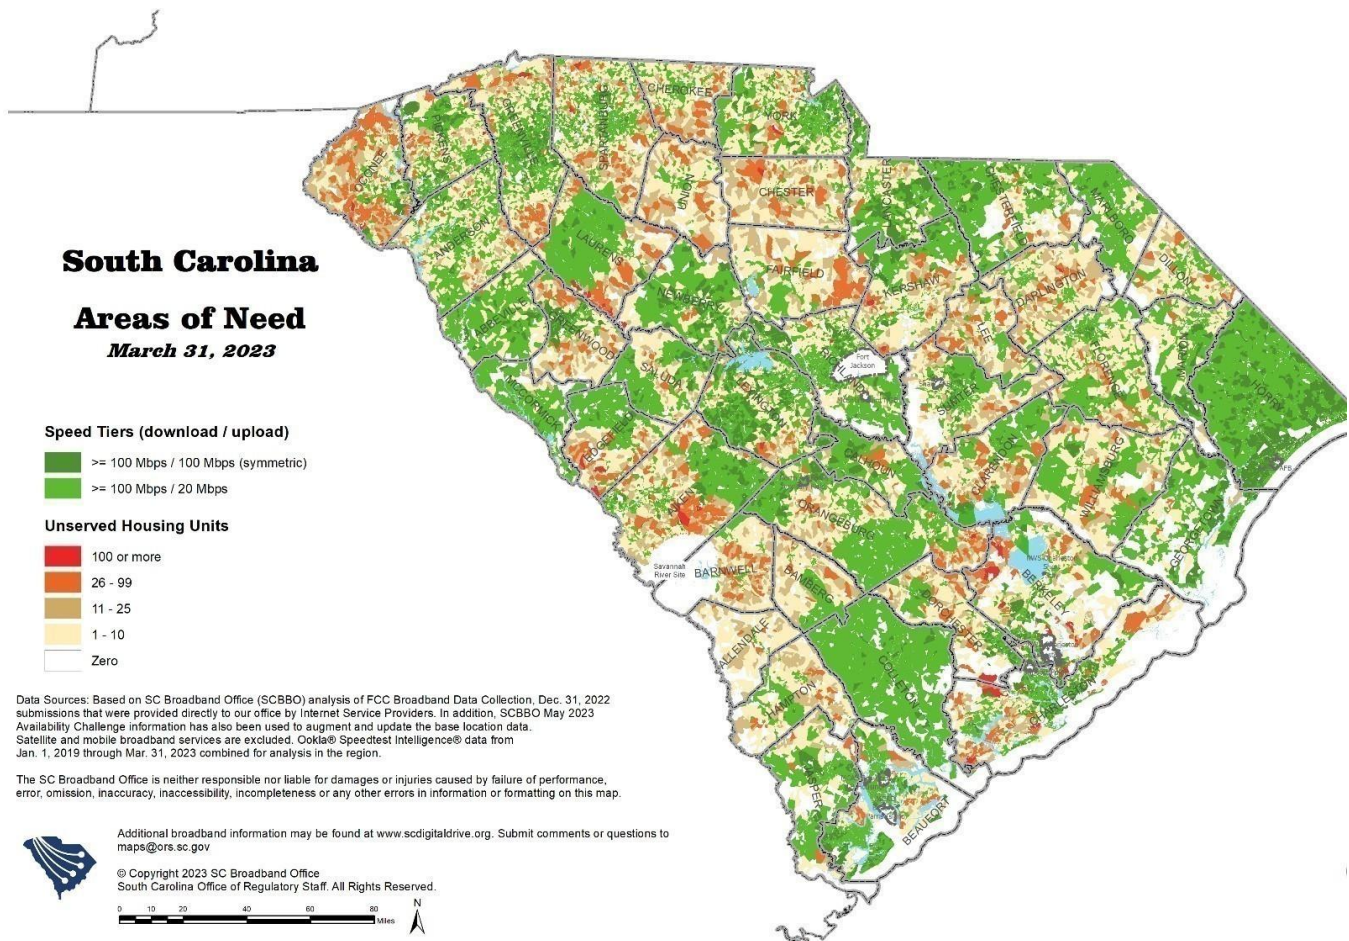 South Carolina
Areas of Need
March 31, 2023
Speed Tiers (download / upload)
>= 100 Mbps / 100 Mbps (symmetric)
>= 100 Mbps / 20 Mbps
Unserved Housing Units
100 or more
26 - 99
11 - 25
1 - 10
Zero
Data Sources: Based on SC Broadband Office (SCBBO) analysis of FCC Broadband Data Collection, Dec. 31, 2022
submissions that were provided directly to our office by Internet Service Providers. In addition, SCBBO May 2023
Availability Challenge information has also been used to augment and update the base location data.
Satellite and mobile broadband services are excluded. Ookla® Speedtest Intelligence® data from
Jan. 1, 2019 through Mar. 31, 2023 combined for analysis in the region.
The SC Broadband Office is neither responsible nor liable for damages or injuries caused by failure of performance,
error, omission, inaccuracy, inaccessibility, incompleteness or any other errors in information or formatting on this map.
Additional broadband information may be found at www.scdigitaldrive.org. Submit comments or questions to
maps@ors.sc.gov
© Copyright 2023 SC Broadband Office
South Carolina Office of Regulatory Staff. All Rights Reserved.
0 10 20 40 60 80
Miles
N
OCONEE
PICKENS
GREENVILLE
SPARTANBURG
CHEROKEE
YORK
UNION
CHESTER
LANCASTER
CHESTERFIELD
MARLBORO
DILLON
ANDERSON
LAURENS
FAIRFIELD
KERSHAW
DARLINGTON
LEE
ABBEVILLE
GREENWOOD
NEWBERRY
SALUDA
LEXINGTON
RICHLAND
Fort
Jackson
SUMTER
FLORENCE
MARION
HORRY
AFB
MCCORMICK
EDGEFIELD
AIKEN
CALHOUN
CLARENDON
WILLIAMSBURG
GEORGETOWN
ORANGEBURG
Savannah
River Site
BARNWELL
BAMBERG
DORCHESTER
BERKELEY
ALLENDALE
COLLETON
CHARLESTON
HAMPTON
JASPER
BEAUFORT